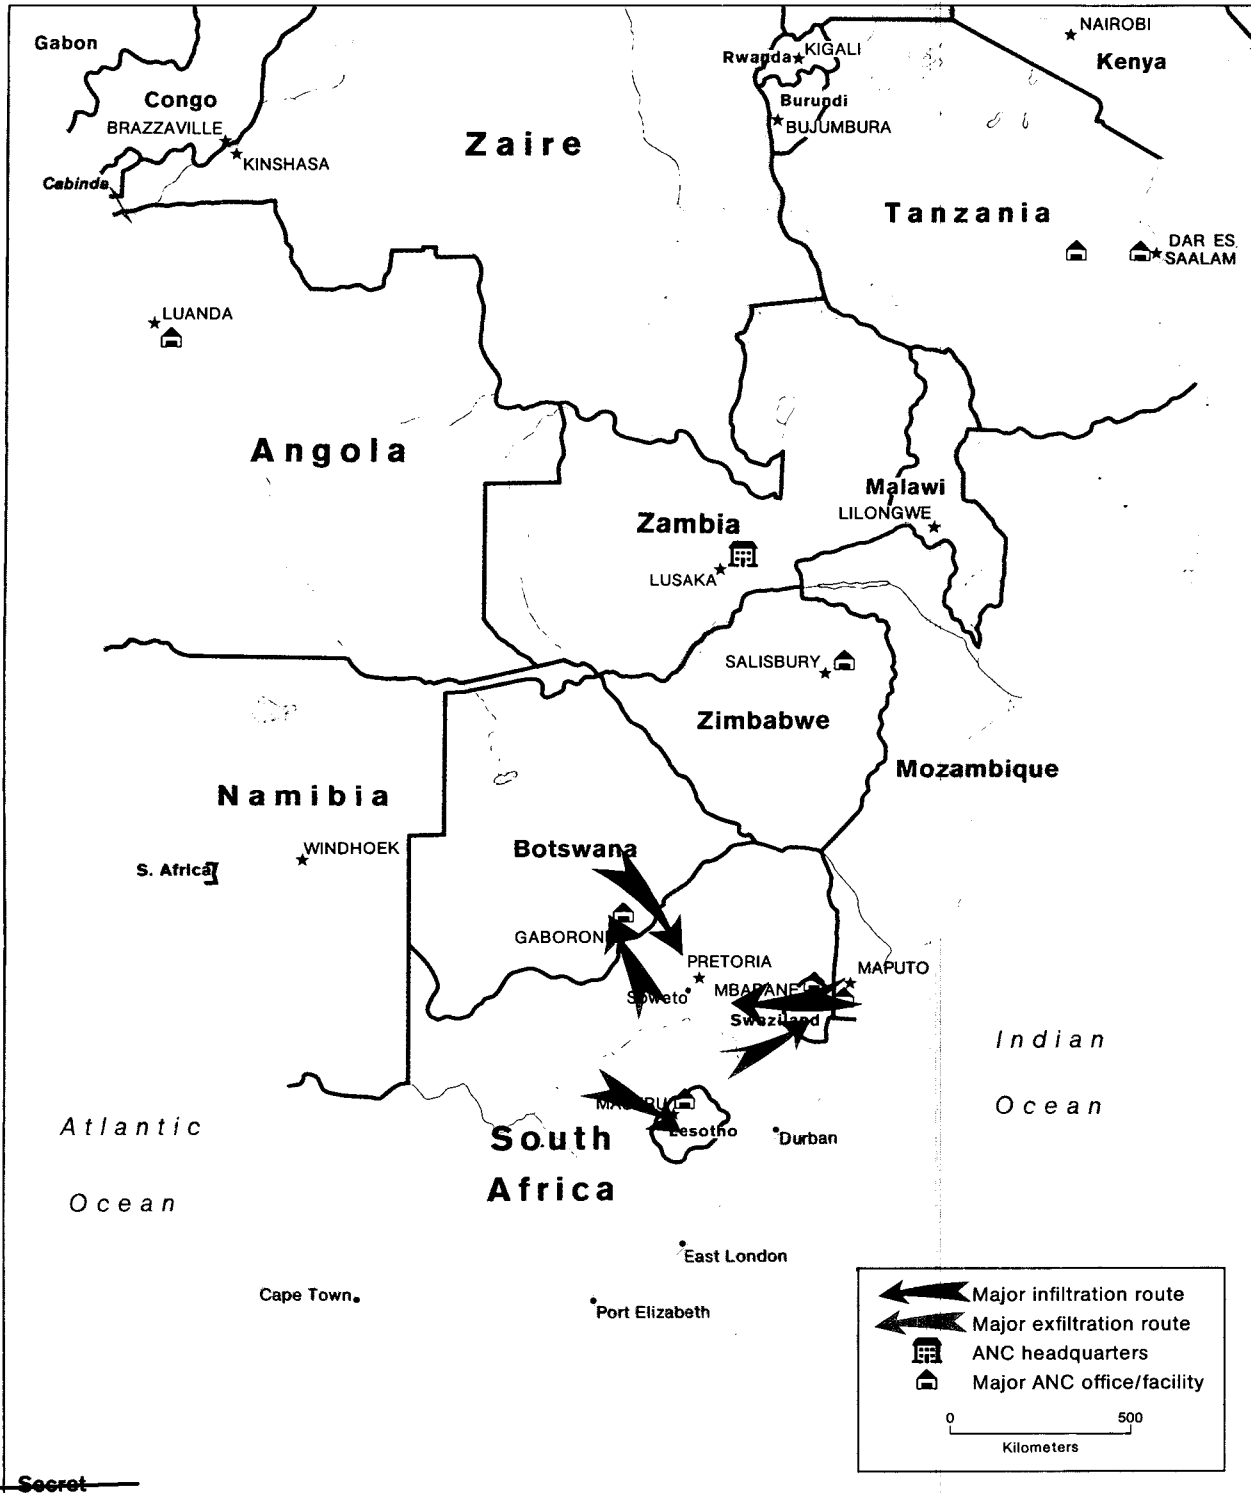 NAIROBI
Gabon
Rwanda
KIGALI
Kenya
Congo
Burundi
BRAZZAVILLE
BUJUMBURA
Zaire
KINSHASA
Cabinda
Tanzania
DAR ES
SAALAM
LUANDA
Angola
Malawi
LILONGWE
Zambia
LUSAKA
SALISBURY
Zimbabwe
Mozambique
Namibia
WINDHOEK
Botswana
S. Africa
GABORONE
PRETORIA
MAPUTO
MBABANE
Soweto
Swaziland
Indian
Ocean
MASERU
Lesotho
Atlantic
Ocean
South
Africa
Durban
East London
Cape Town
Port Elizabeth
Major infiltration route
Major exfiltration route
ANC headquarters
Major ANC office/facility
0 500
Kilometers
Secret